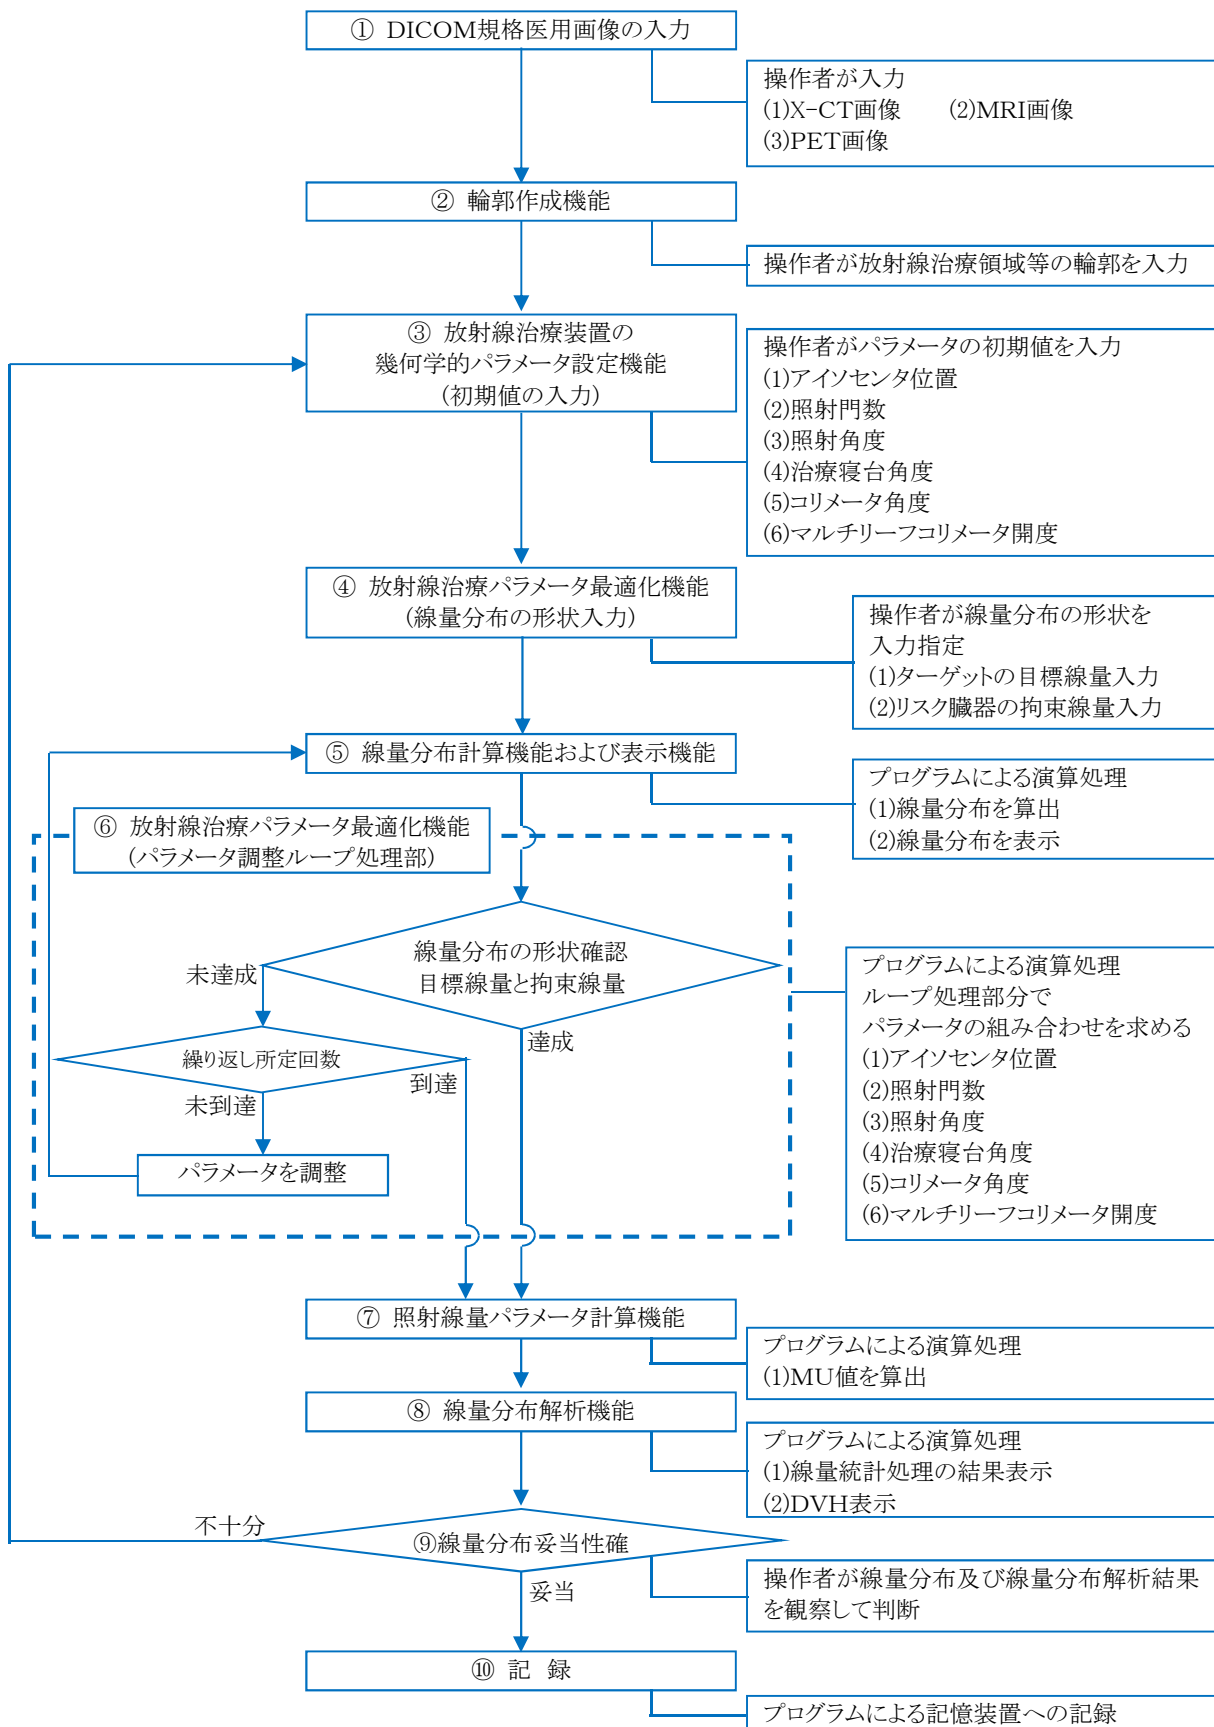 ① DICOM規格医用画像の入力
操作者が入力
(1)X-CT画像　(2)MRI画像
(3)PET画像
② 輪郭作成機能
操作者が放射線治療領域等の輪郭を入力
③ 放射線治療装置の
幾何学的パラメータ設定機能
(初期値の入力)
操作者がパラメータの初期値を入力
(1)アイソセンタ位置
(2)照射門数
(3)照射角度
(4)治療寝台角度
(5)コリメータ角度
(6)マルチリーフコリメータ開度
④ 放射線治療パラメータ最適化機能
(線量分布の形状入力)
操作者が線量分布の形状を
入力指定
(1)ターゲットの目標線量入力
(2)リスク臓器の拘束線量入力
⑤ 線量分布計算機能および表示機能
プログラムによる演算処理
(1)線量分布を算出
(2)線量分布を表示
⑥ 放射線治療パラメータ最適化機能
(パラメータ調整ループ処理部)
線量分布の形状確認
目標線量と拘束線量
未達成
達成
繰り返し所定回数
到達
未到達
パラメータを調整
プログラムによる演算処理
ループ処理部分で
パラメータの組み合わせを求める
(1)アイソセンタ位置
(2)照射門数
(3)照射角度
(4)治療寝台角度
(5)コリメータ角度
(6)マルチリーフコリメータ開度
⑦ 照射線量パラメータ計算機能
プログラムによる演算処理
(1)MU値を算出
⑧ 線量分布解析機能
プログラムによる演算処理
(1)線量統計処理の結果表示
(2)DVH表示
不十分
⑨線量分布妥当性確
妥当
操作者が線量分布及び線量分布解析結果
を観察して判断
⑩ 記 録
プログラムによる記憶装置への記録